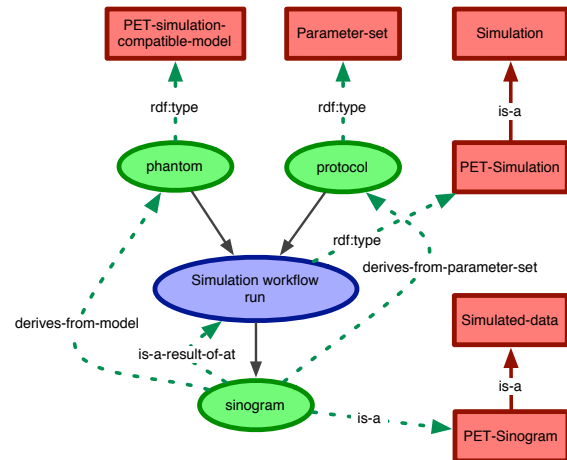 PET-simulation-
compatible-model
Parameter-set
Simulation
rdf:type
rdf:type
is-a
phantom
protocol
PET-Simulation
rdf:type
derives-from-parameter-set
Simulation workflow
run
derives-from-model
Simulated-data
is-a-result-of-at
is-a
sinogram
is-a
PET-Sinogram